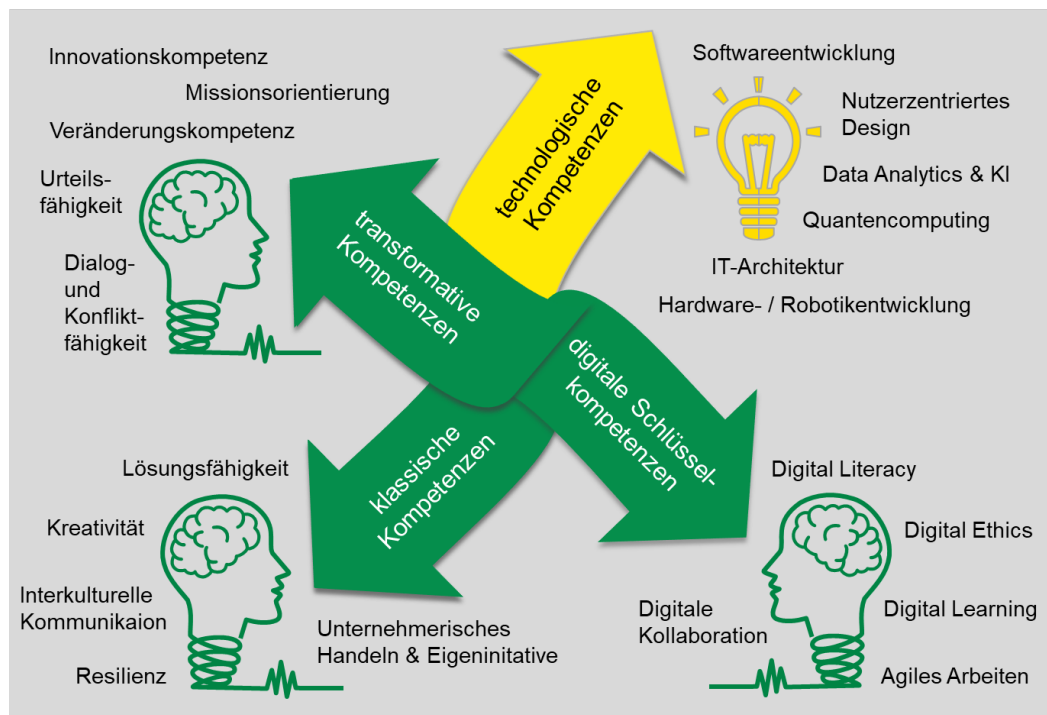 Innovationskompetenz
Missionsorientierung
Veränderungskompetenz
Urteils-
fähigkeit
Dialog-
und
Konflikt-
fähigkeit
transformative
Kompetenzen
technologische
Kompetenzen
Softwareentwicklung
Nutzerzentriertes
Design
Data Analytics & KI
Quantencomputing
IT-Architektur
Hardware- / Robotikentwicklung
klassische
Kompetenzen
Lösungsfähigkeit
Kreativität
Interkulturelle
Kommunikaion
Resilienz
Unternehmerisches
Handeln & Eigeninitative
digitale Schlüssel-
kompetenzen
Digital Literacy
Digital Ethics
Digital Learning
Digitale
Kollaboration
Agiles Arbeiten